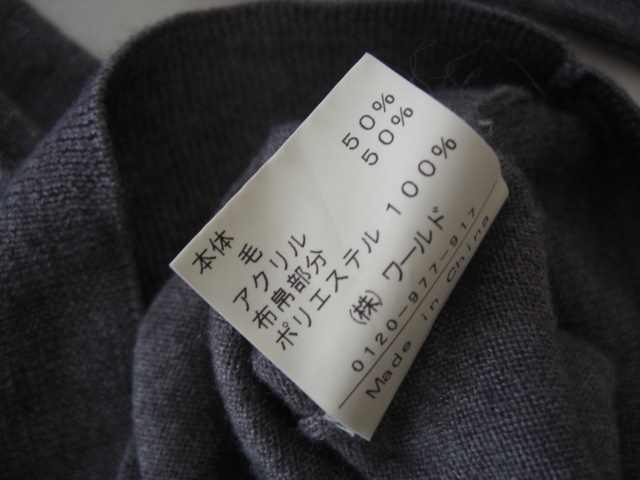 本体 毛 50%
アクリル 50%
布帛部分
ポリエステル 100%
(株) ワールド
0120-977-917
Made in China